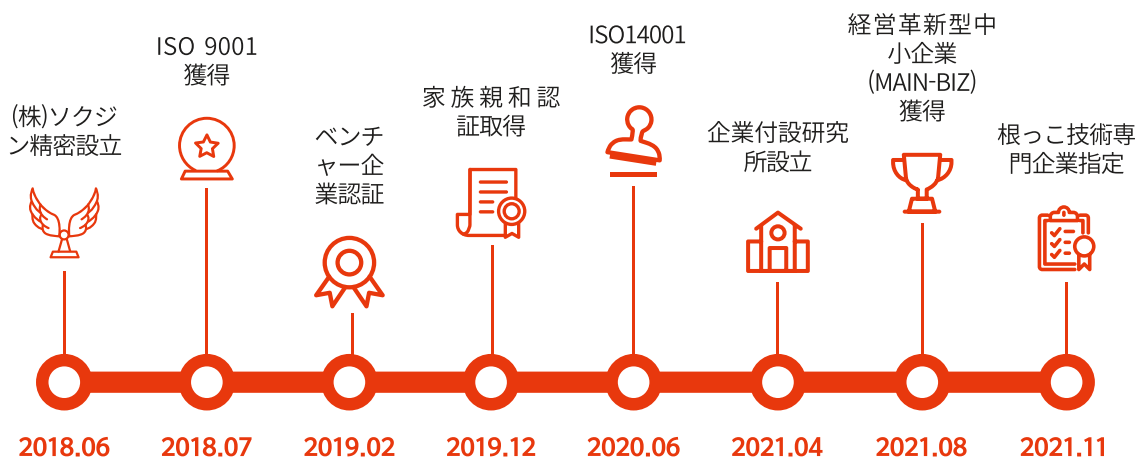 (株)ソクジ
ン精密設立
ISO 9001
獲得
ベンチ
ャー企
業認証
家族親和認
証取得
ISO14001
獲得
企業付設研究
所設立
経営革新型中
小企業
(MAIN-BIZ)
獲得
根っこ技術専
門企業指定
2018.06
2018.07
2019.02
2019.12
2020.06
2021.04
2021.08
2021.11